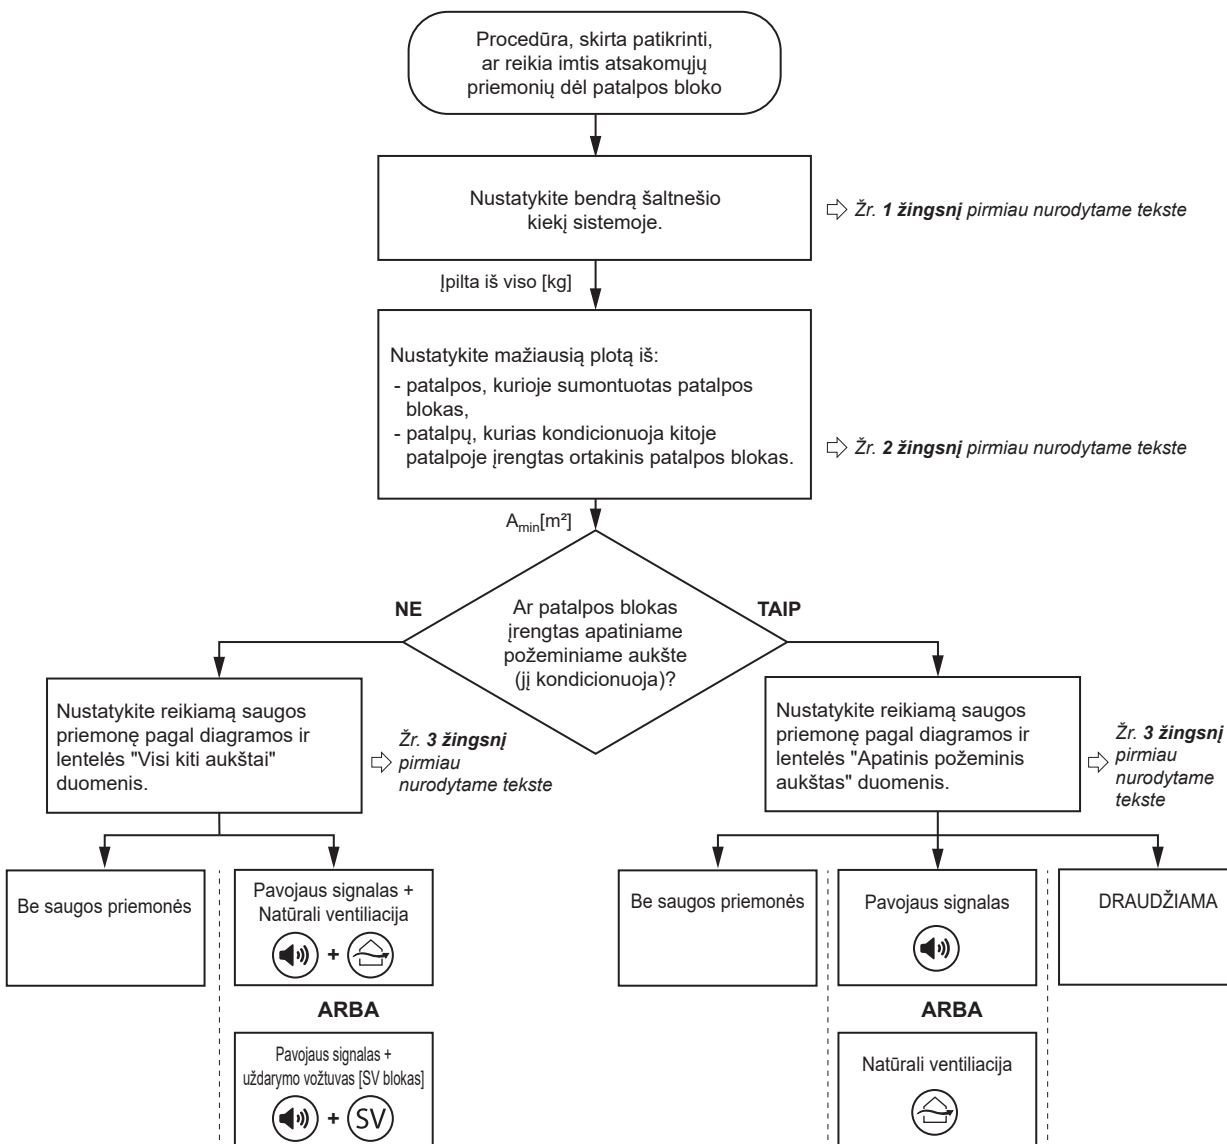 Procedūra, skirta patikrinti,
ar reikia imtis atsakomųjų
priemonių dėl patalpos bloko
Nustatykite bendrą šaltnešio
kiekį sistemoje.
Žr. 1 žingsnį pirmiau nurodytame tekste
Įpilta iš viso [kg]
Nustatykite mažiausią plotą iš:
- patalpos, kurioje sumontuotas patalpos
blokas,
- patalpų, kurias kondicionuoja kitoje
patalpoje įrengtas ortakinis patalpos blokas.
Žr. 2 žingsnį pirmiau nurodytame tekste
Amin[m²]
NE
TAIP
Ar patalpos blokas
įrengtas apatiniame
požeminiame aukšte
(jį kondicionuoja)?
Nustatykite reikiamą saugos
priemonę pagal diagramos ir
lentelės "Visi kiti aukštai"
duomenis.
Žr. 3 žingsnį
pirmiau
nurodytame tekste
Nustatykite reikiamą saugos
priemonę pagal diagramos ir
lentelės "Apatinis požeminis
aukštas" duomenis.
Žr. 3 žingsnį
pirmiau
nurodytame
tekste
Be saugos priemonės
Pavojaus signalas +
Natūrali ventiliacija
+
ARBA
Pavojaus signalas +
uždarymo vožtuvas [SV blokas]
+ SV
Be saugos priemonės
Pavojaus signalas
ARBA
Natūrali ventiliacija
DRAUDŽIAMA